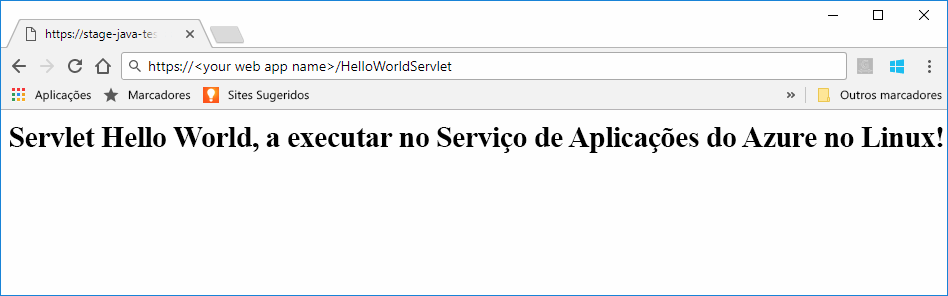 https://stage-java-tes
https://<your web app name>/HelloWorldServlet
Aplicações Marcadores Sites Sugeridos » Outros marcadores
Servlet Hello World, a executar no Serviço de Aplicações do Azure no Linux!